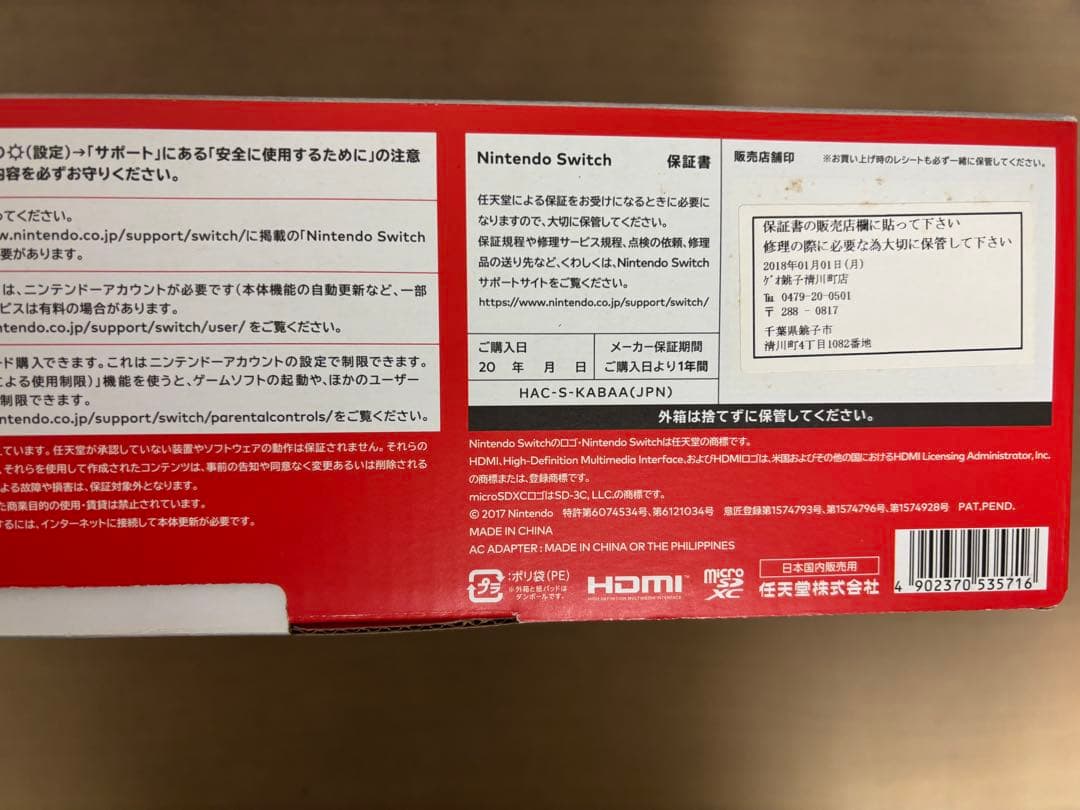 (設定)→「サポート」にある「安全に使用するために」の注意
内容を必ずお守りください。
ってください。
w.nintendo.co.jp/support/switch/に掲載の「Nintendo Switch
要があります。
は、ニンテンドーアカウントが必要です(本体機能の自動更新など、一部
ービスは有料の場合があります。
ntendo.co.jp/support/switch/user/ をご覧ください。
ード購入できます。これはニンテンドーアカウントの設定で制限できます。
による使用制限)」機能を使うと、ゲームソフトの起動や、ほかのユーザー
制限できます。
ntendo.co.jp/support/switch/parentalcontrols/をご覧ください。
ています。任天堂が承認していない装置やソフトウェアの動作は保証されません。それらの
、それらを使用して作成されたコンテンツは、事前の告知や同意なく変更あるいは削除される
よる故障や損害は、保証対象外となります。
た商業目的の使用・賃貸は禁止されています。
するには、インターネットに接続して本体更新が必要です。
Nintendo Switch 保証書
任天堂による保証をお受けになるときに必要に
なりますので、大切に保管してください。
保証規程や修理サービス規程、点検の依頼、修理
品の送り先など、くわしくは、Nintendo Switch
サポートサイトをご覧ください。
https://www.nintendo.co.jp/support/switch/
ご購入日
20 年 月 日
メーカー保証期間
ご購入日より1年間
HAC-S-KABAA(JPN)
販売店舗印 ※お買い上げ時のレシートも必ず一緒に保管してください。
保証書の販売店欄に貼って下さい
修理の際に必要な為大切に保管して下さい
2018年01月01日(月)
ゲオ銚子清川町店
℡ 0479-20-0501
〒 288 - 0817
千葉県銚子市
清川町4丁目1082番地
外箱は捨てずに保管してください。
Nintendo Switchのロゴ・Nintendo Switchは任天堂の商標です。
HDMI、High-Definition Multimedia Interface、およびHDMIロゴは、米国およびその他の国におけるHDMI Licensing Administrator, Inc.
の商標または、登録商標です。
microSDXCロゴはSD-3C, LLC.の商標です。
© 2017 Nintendo 特許第6074534号、第6121034号 意匠登録第1574793号、第1574796号、第1574928号 PAT.PEND.
MADE IN CHINA
AC ADAPTER : MADE IN CHINA OR THE PHILIPPINES
プラ
:ポリ袋(PE)
※外箱と紙パッドは
ダンボールです。
HDMI
HIGH-DEFINITION MULTIMEDIA INTERFACE
micro
SD
XC
日本国内販売用
任天堂株式会社
4 902370 535716